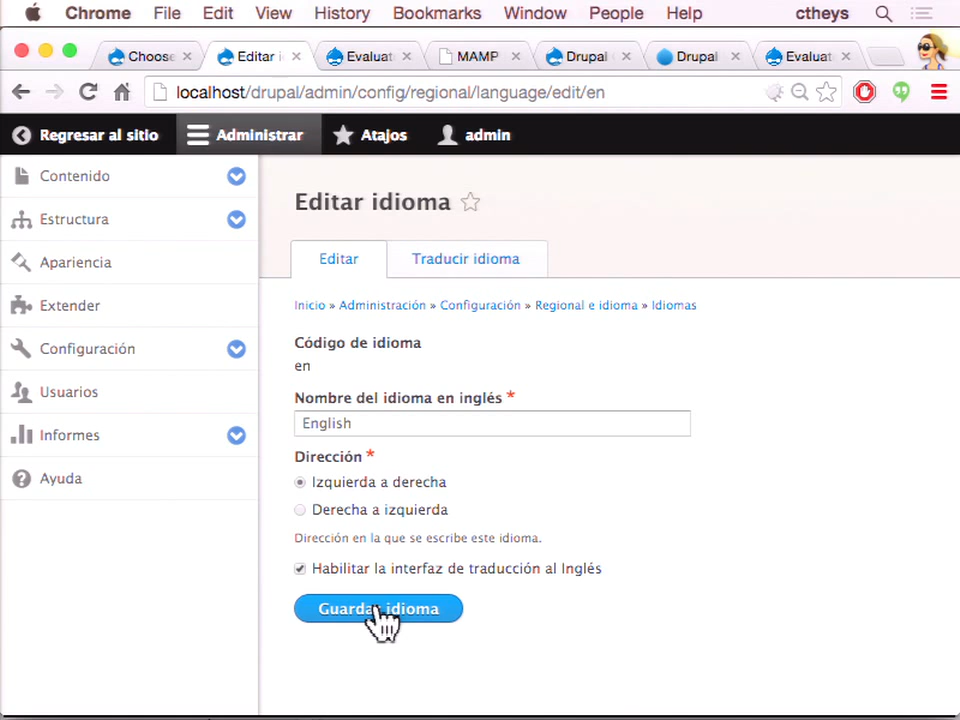 Chrome File Edit View History Bookmarks Window People Help ctheys
Choose Editar i Evaluat MAMP Drupal Drupal Evaluat
localhost/drupal/admin/config/regional/language/edit/en
Regresar al sitio Administrar Atajos admin
Contenido
Estructura
Apariencia
Extender
Configuración
Usuarios
Informes
Ayuda
Editar idioma
Editar Traducir idioma
Inicio » Administración » Configuración » Regional e idioma » Idiomas
Código de idioma
en
Nombre del idioma en inglés *
English
Dirección *
Izquierda a derecha
Derecha a izquierda
Dirección en la que se escribe este idioma.
Habilitar la interfaz de traducción al Inglés
Guardar idioma